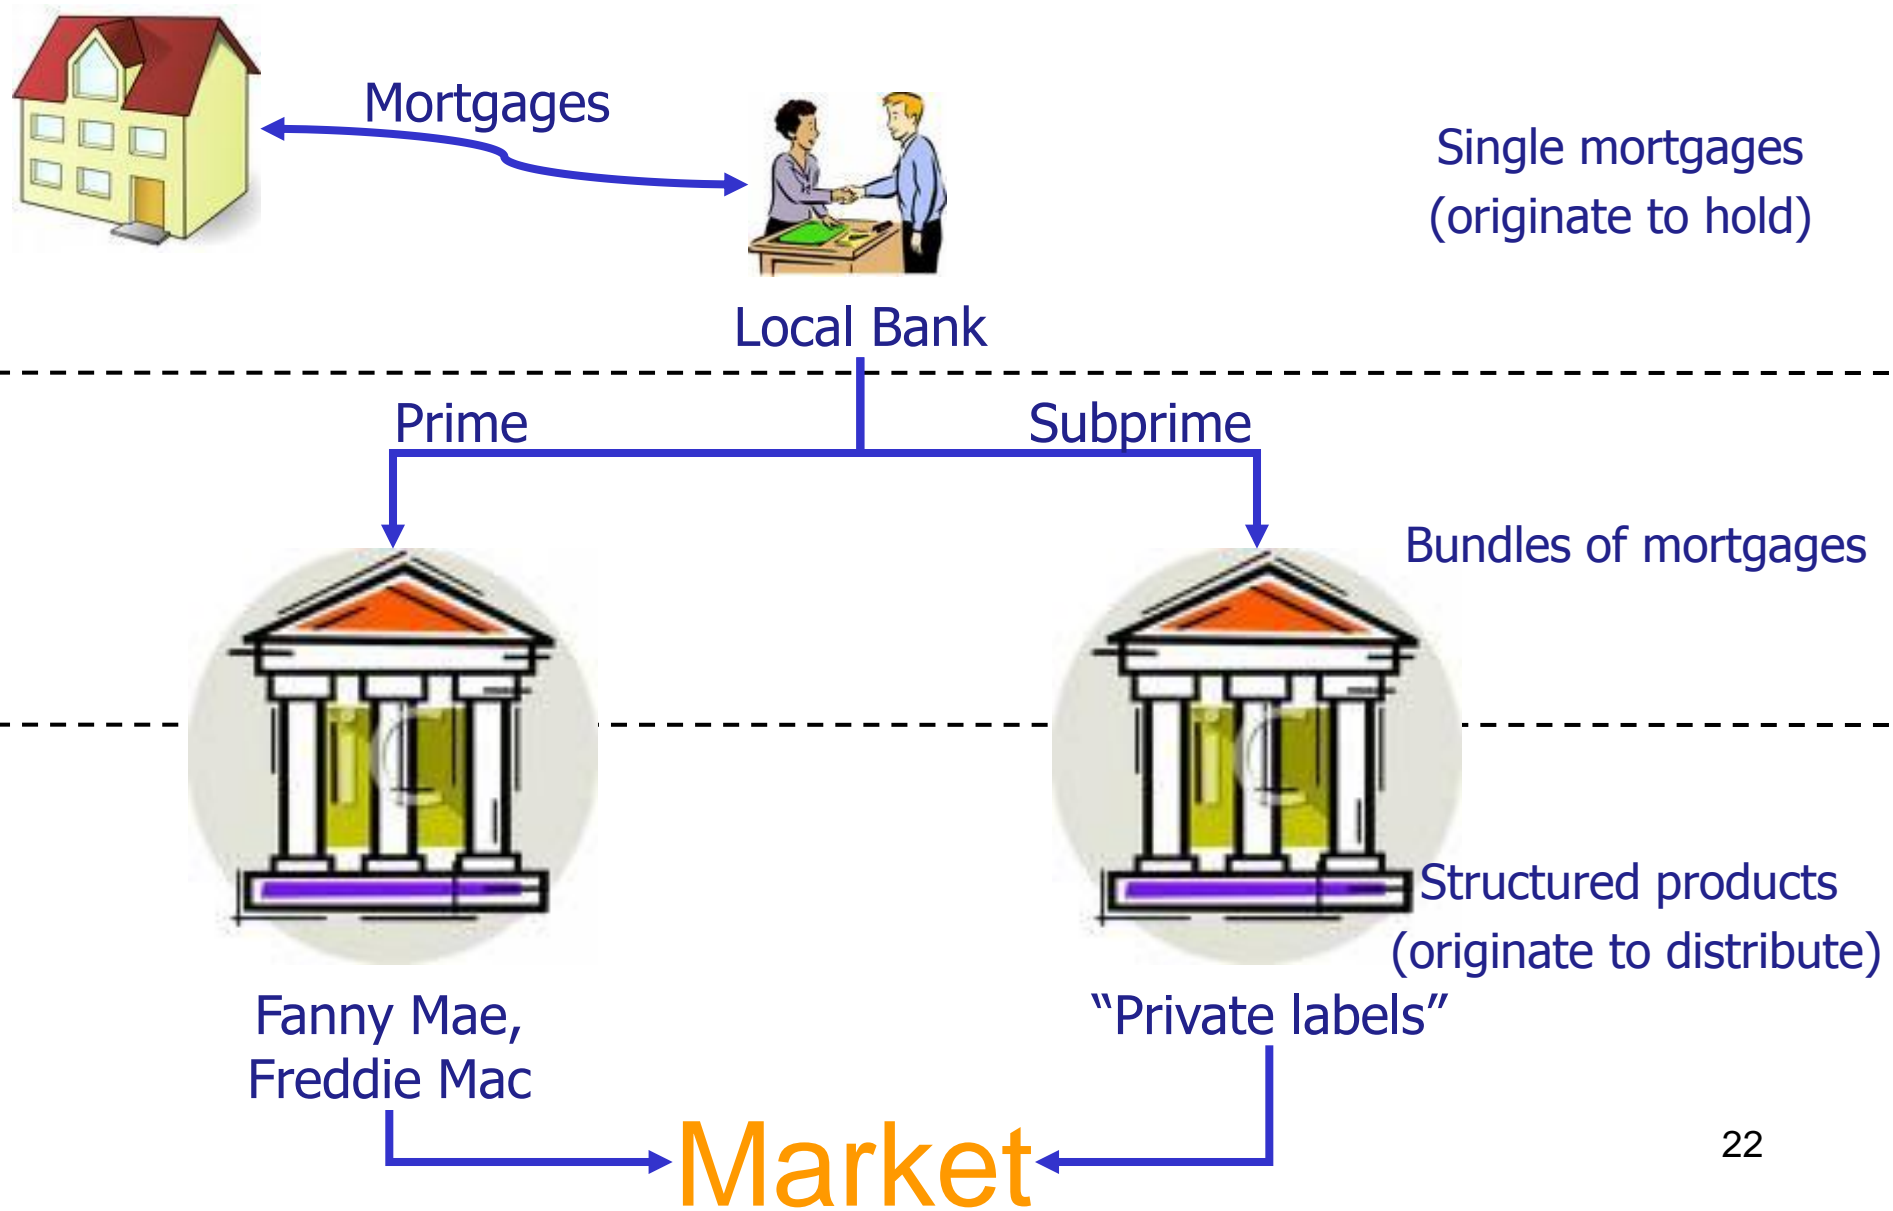 Mortgages
Single mortgages
(originate to hold)
Local Bank
Prime
Subprime
Bundles of mortgages
Structured products
(originate to distribute)
Fanny Mae,
Freddie Mac
“Private labels”
Market
22